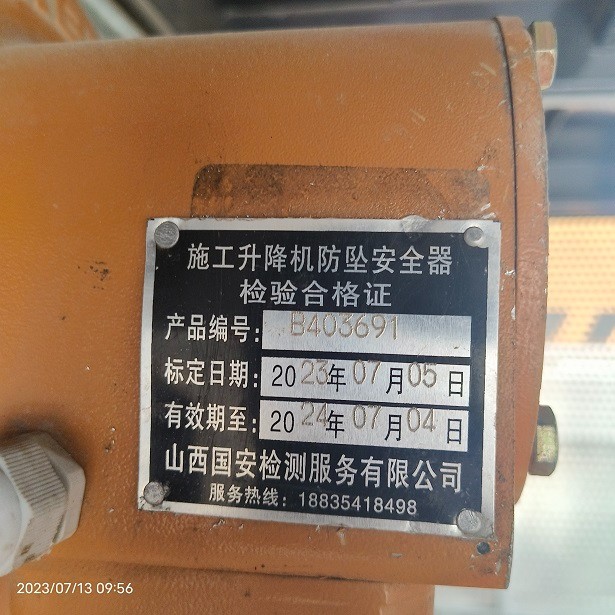 施工升降机防坠安全器
检验合格证
产品编号: B403691
标定日期: 2023年07月05日
有效期至: 2024年07月04日
山西国安检测服务有限公司
服务热线: 18835418498
2023/07/13 09:56